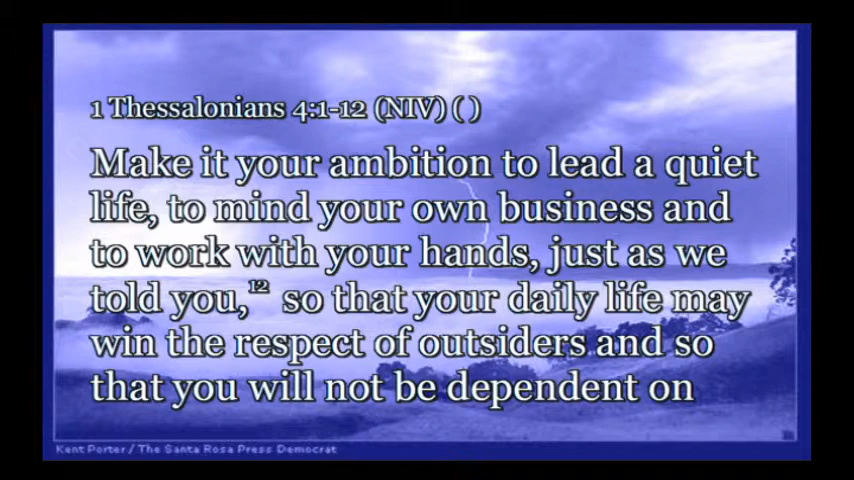 1 Thessalonians 4:1-12 (NIV) ( )
Make it your ambition to lead a quiet
life, to mind your own business and
to work with your hands, just as we
told you,¹² so that your daily life may
win the respect of outsiders and so
that you will not be dependent on
Kent Porter / The Santa Rosa Press Democrat